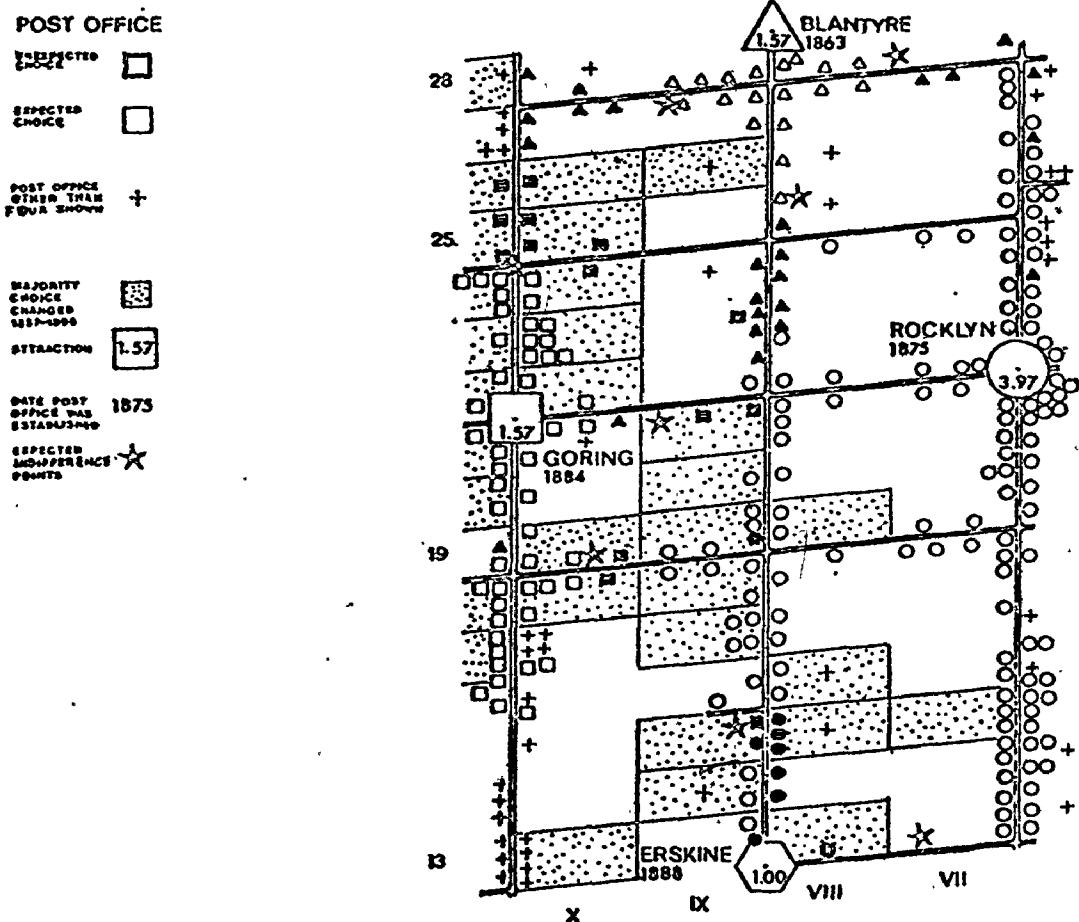 POST OFFICE
UNEXPECTED
CHOICE
EXPECTED
CHOICE
POST OFFICE
OTHER THAN
FOUR SHOWN
MAJORITY
CHOICE
CHANGED
ATTRACTION 1.57
DATE POST
OFFICE WAS
ESTABLISHED
1875
EXPECTED
INDIFFERENCE
POINTS
BLANTYRE
1863
1.57
28
25
ROCKLYN
1875
3.97
1.57
GORING
1884
19
13
ERSKINE
1888
1.00
X
IX
VIII
VII